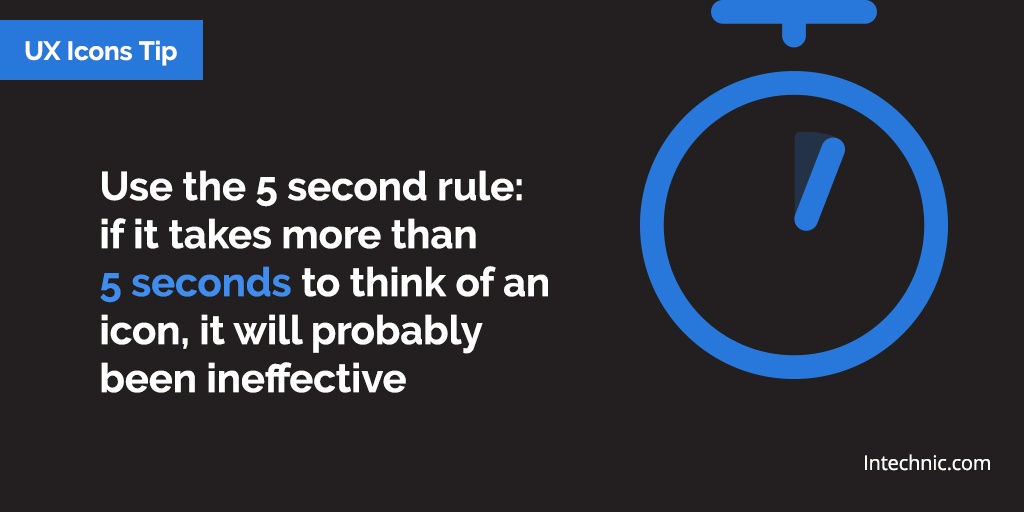 UX Icons Tip
Use the 5 second rule:
if it takes more than
5 seconds to think of an
icon, it will probably
been ineffective
Intechnic.com